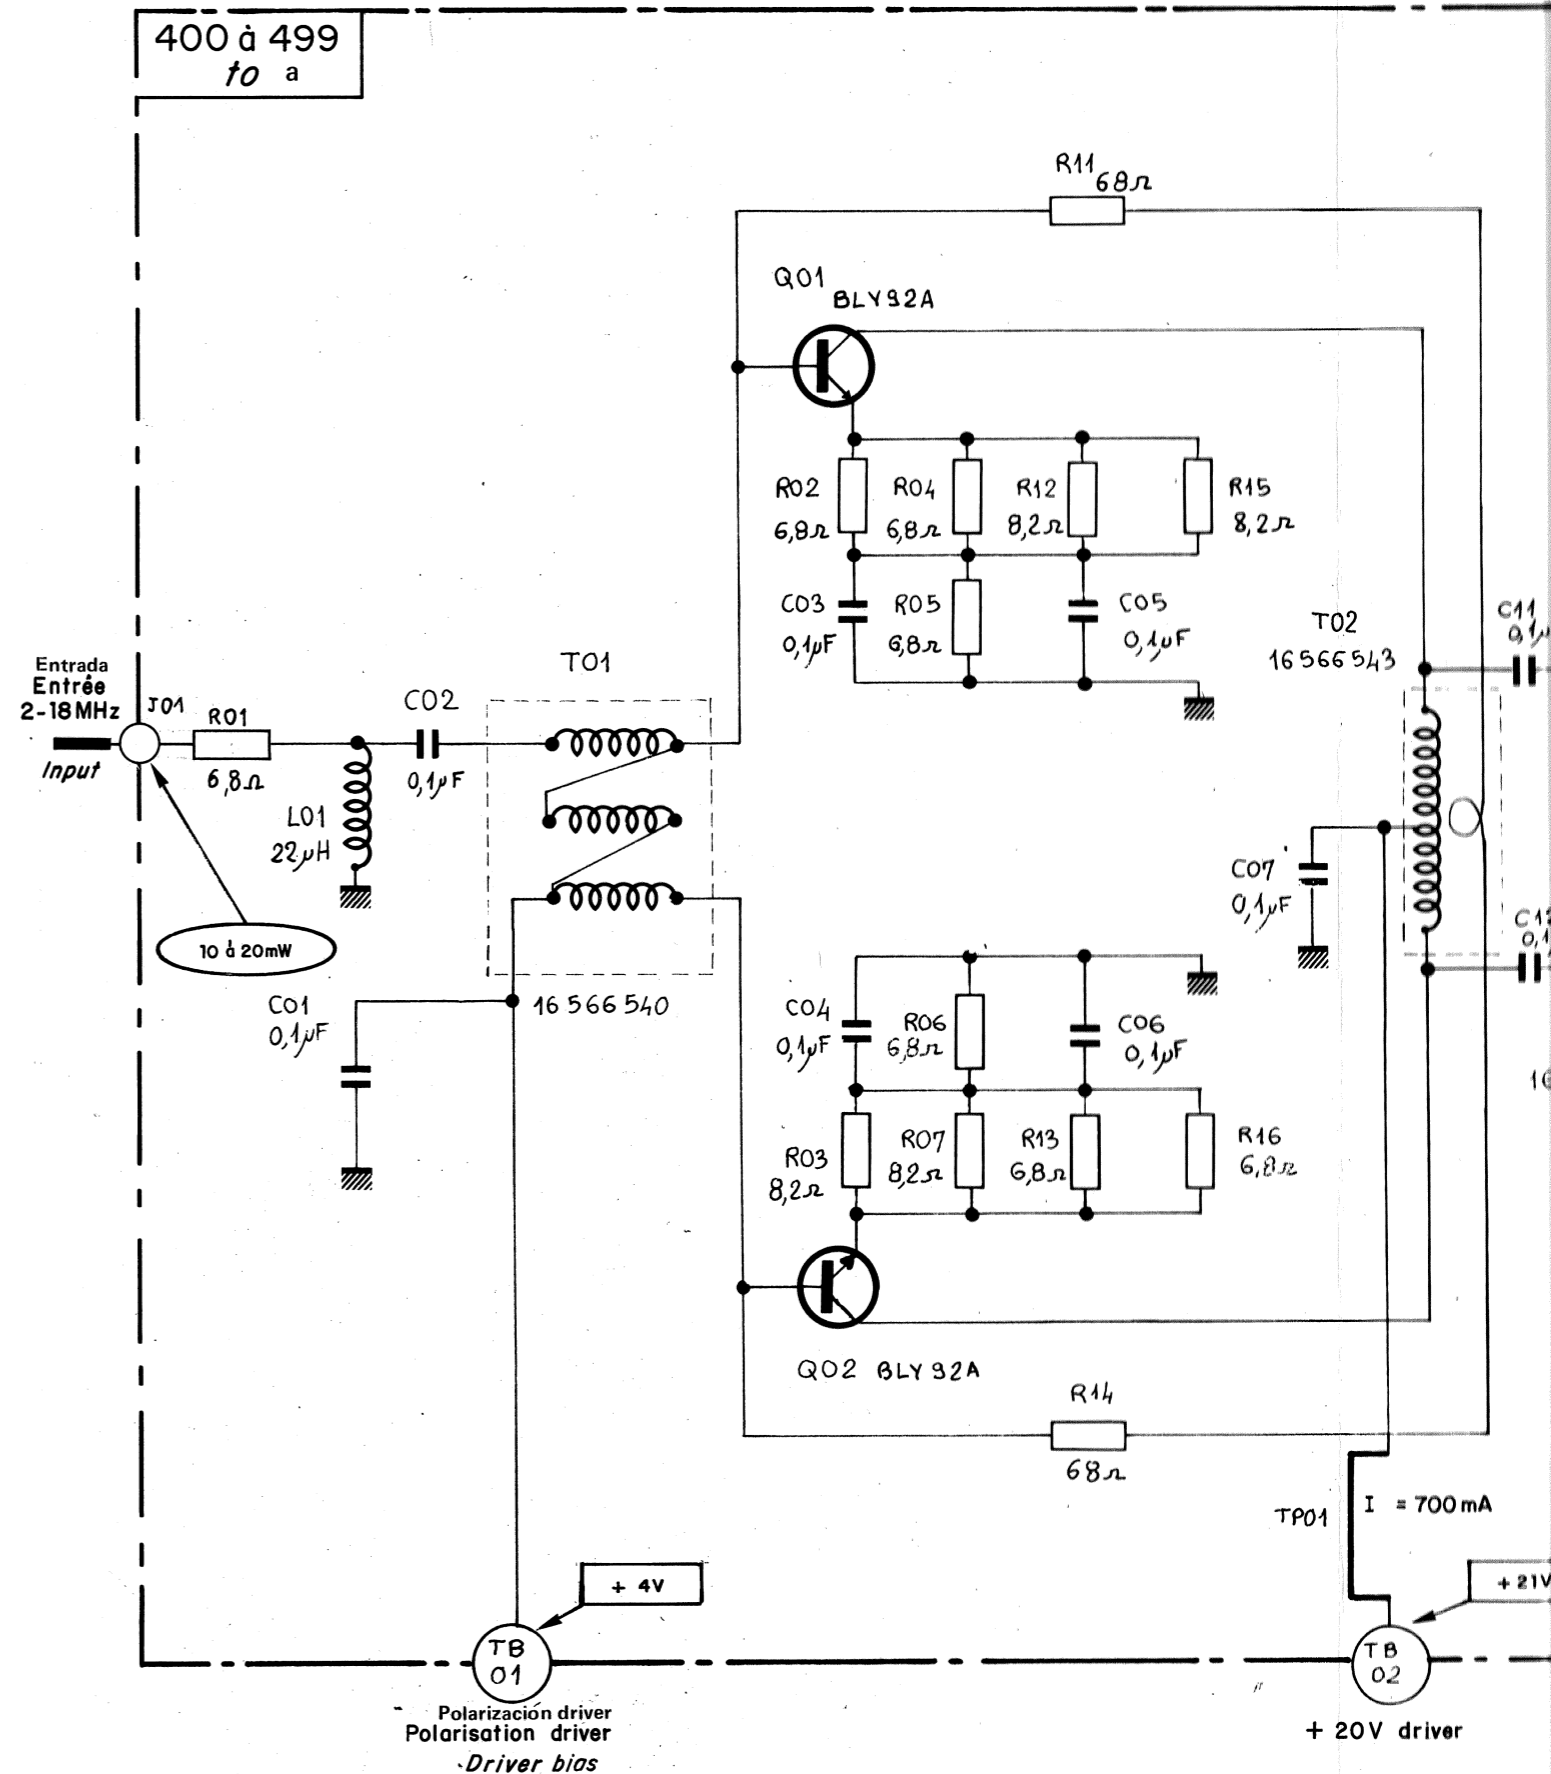 400 à 499
to a
R11
68Ω
Q01
BLY92A
R02
6,8Ω
R04
6,8Ω
R12
8,2Ω
R15
8,2Ω
C03
0,1µF
R05
6,8Ω
C05
0,1µF
T02
16 566 543
C11
Entrada
Entrée
2-18MHz
Input
J01
R01
6,8Ω
C02
0,1µF
T01
L01
22µH
C07
0,1µF
10 à 20mW
C01
0,1µF
16 566 540
C04
0,1µF
R06
6,8Ω
C06
0,1µF
R03
8,2Ω
R07
8,2Ω
R13
6,8Ω
R16
6,8Ω
Q02 BLY92A
R14
68Ω
TP01
I = 700mA
+ 4V
+ 21V
TB
01
TB
02
Polarización driver
Polarisation driver
Driver bias
+ 20V driver